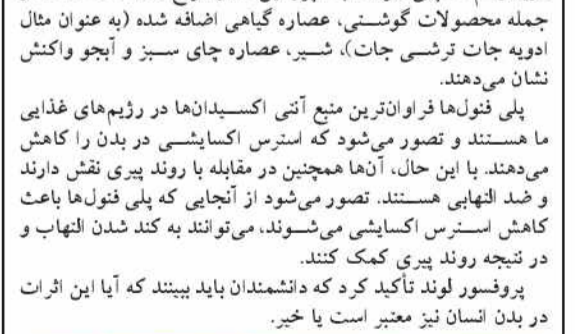 جمله محصولات گوشتی، عصاره گیاهی اضافه شده (به عنوان مثال
ادویه جات ترشی جات)، شیر، عصاره چای سبز و آبجو واکنش
نشان می‌دهند.
پلی فنول‌ها فراوان‌ترین منبع آنتی اکسیدان‌ها در رژیم‌های غذایی
ما هستند و تصور می‌شود که استرس اکسایشی در بدن را کاهش
می‌دهند. با این حال، آن‌ها همچنین در مقابله با روند پیری نقش دارند
و ضد التهابی هستند. تصور می‌شود از آنجایی که پلی فنول‌ها باعث
کاهش استرس اکسایشی می‌شوند، می‌توانند به کند شدن التهاب و
در نتیجه روند پیری کمک کنند.
پروفسور لوند تأکید کرد که دانشمندان باید ببینند که آیا این اثرات
در بدن انسان نیز معتبر است یا خیر.